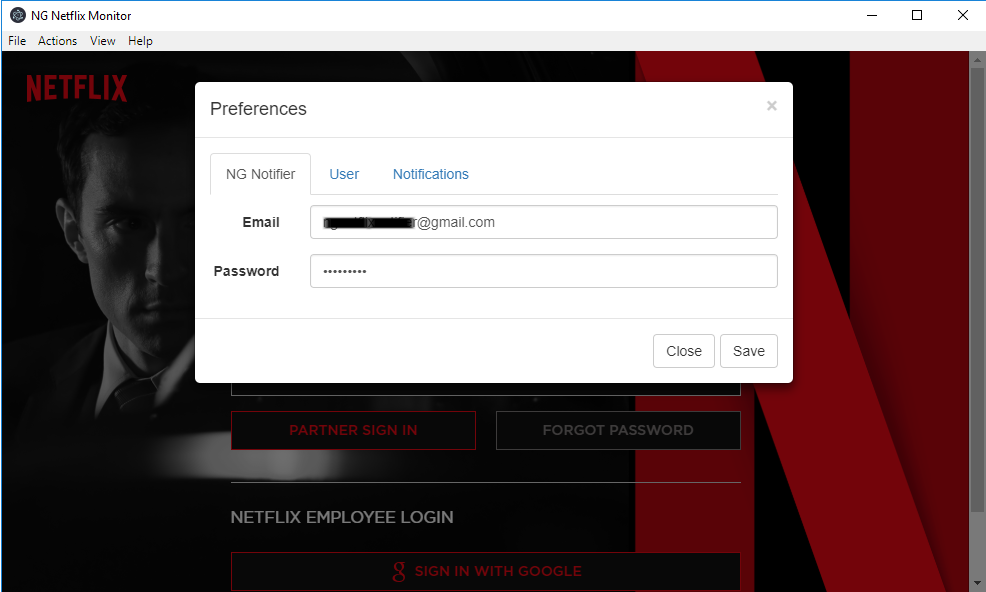 NG Netflix Monitor
File Actions View Help
NETFLIX
Preferences ×
NG Notifier User Notifications
Email @gmail.com
Password •••••••••
Close Save
PARTNER SIGN IN FORGOT PASSWORD
NETFLIX EMPLOYEE LOGIN
SIGN IN WITH GOOGLE